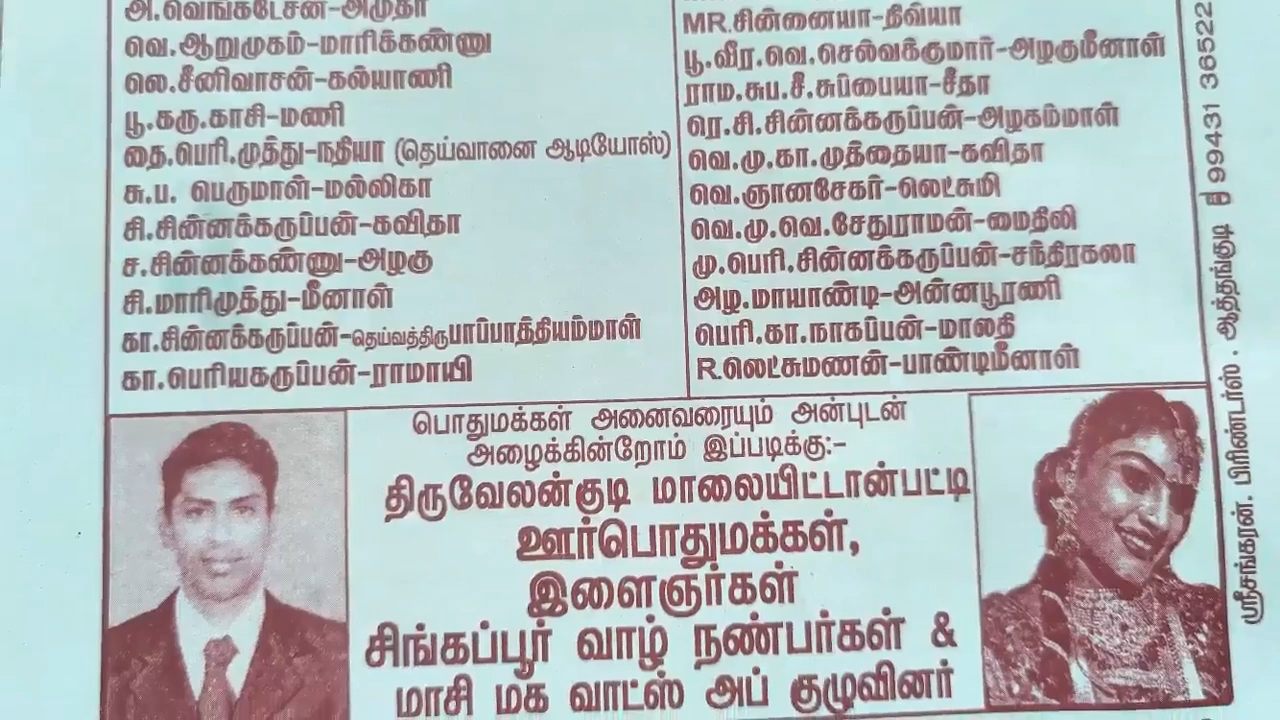 அ.வெங்கடேசன்-அமுதா
வெ.ஆறுமுகம்-மாரிக்கண்ணு
லெ.சீனிவாசன்-கல்யாணி
பூ.கரு.காசி-மணி
தை.பெரி.முத்து-நதியா (தெய்வானை ஆடியோஸ்)
சு.ப. பெருமாள்-மல்லிகா
சி.சின்னக்கருப்பன்-கவிதா
ச.சின்னக்கண்ணு-அழகு
சி.மாரிமுத்து-மீனாள்
கா.சின்னக்கருப்பன்-தெய்வத்திரு பாப்பாத்தியம்மாள்
கா.பெரியகருப்பன்-ராமாயி
MR.சின்னையா-திவ்யா
பூ.வீர.வெ.செல்வக்குமார்-அழகுமீனாள்
ராம.சுப.சீ.சுப்பையா-சீதா
ரெ.சி.சின்னக்கருப்பன்-அழகம்மாள்
வெ.மு.கா.முத்தையா-கவிதா
வெ.ஞானசேகர்-லெட்சுமி
வெ.மு.வெ.சேதுராமன்-மைதிலி
மு.பெரி.சின்னக்கருப்பன்-சந்திரகலா
அழ.மாயாண்டி-அன்னபூரணி
பெரி.கா.நாகப்பன்-மாலதி
R.லெட்சுமணன்-பாண்டிமீனாள்
பொதுமக்கள் அனைவரையும் அன்புடன்
அழைக்கின்றோம் இப்படிக்கு:-
திருவேலன்குடி மாலையிட்டான்பட்டி
ஊர்பொதுமக்கள்,
இளைஞர்கள்
சிங்கப்பூர் வாழ் நண்பர்கள் &
மாசி மக வாட்ஸ் அப் குழுவினர்
ஸ்ரீசங்கரன். பிரிண்டர்ஸ் . ஆத்தங்குடி 99431 36522